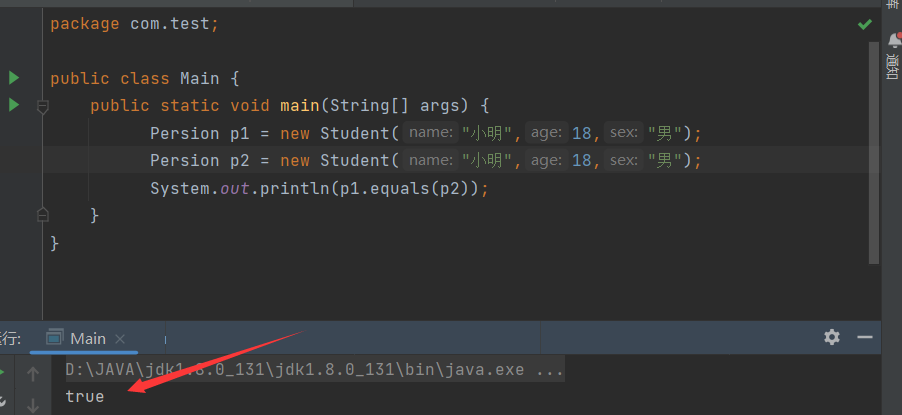 package com.test;
public class Main {
public static void main(String[] args) {
Persion p1 = new Student( name: "小明", age: 18, sex: "男");
Persion p2 = new Student( name: "小明", age: 18, sex: "男");
System.out.println(p1.equals(p2));
}
}
库
通知
运行: Main
D:\JAVA\jdk1.8.0_131\jdk1.8.0_131\bin\java.exe ...
true